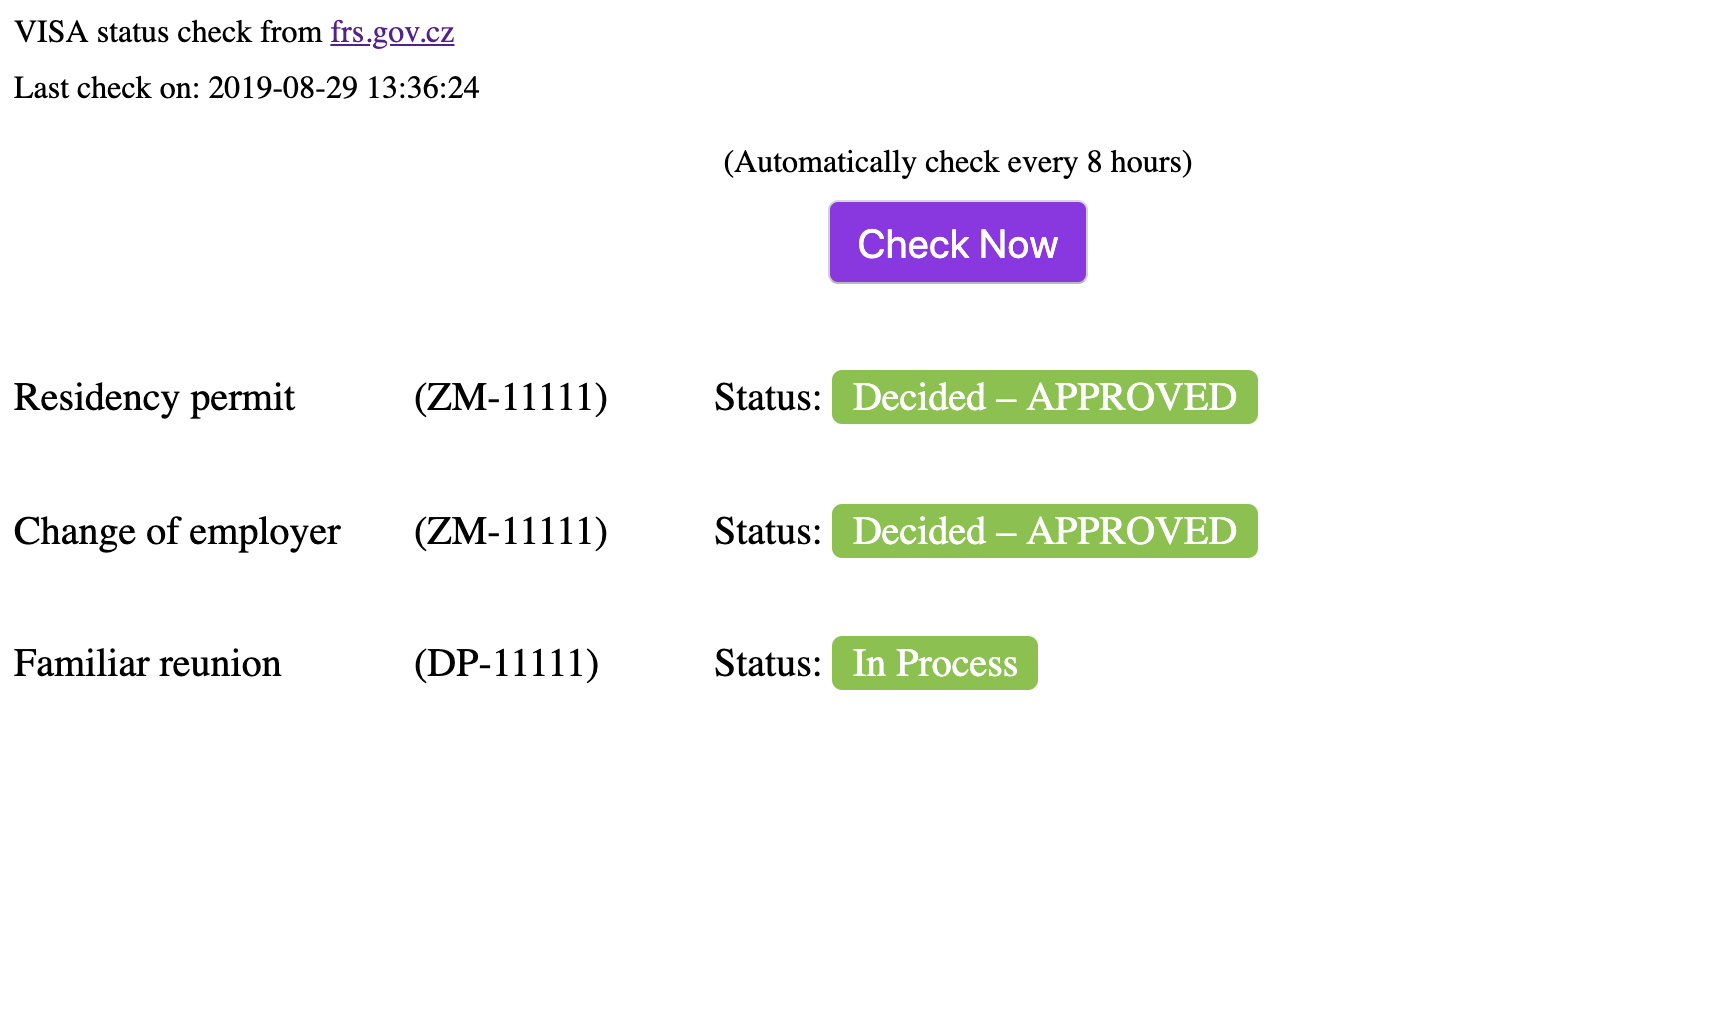 VISA status check from frs.gov.cz
Last check on: 2019-08-29 13:36:24
(Automatically check every 8 hours)
Check Now
Residency permit (ZM-11111) Status: Decided – APPROVED
Change of employer (ZM-11111) Status: Decided – APPROVED
Familiar reunion (DP-11111) Status: In Process